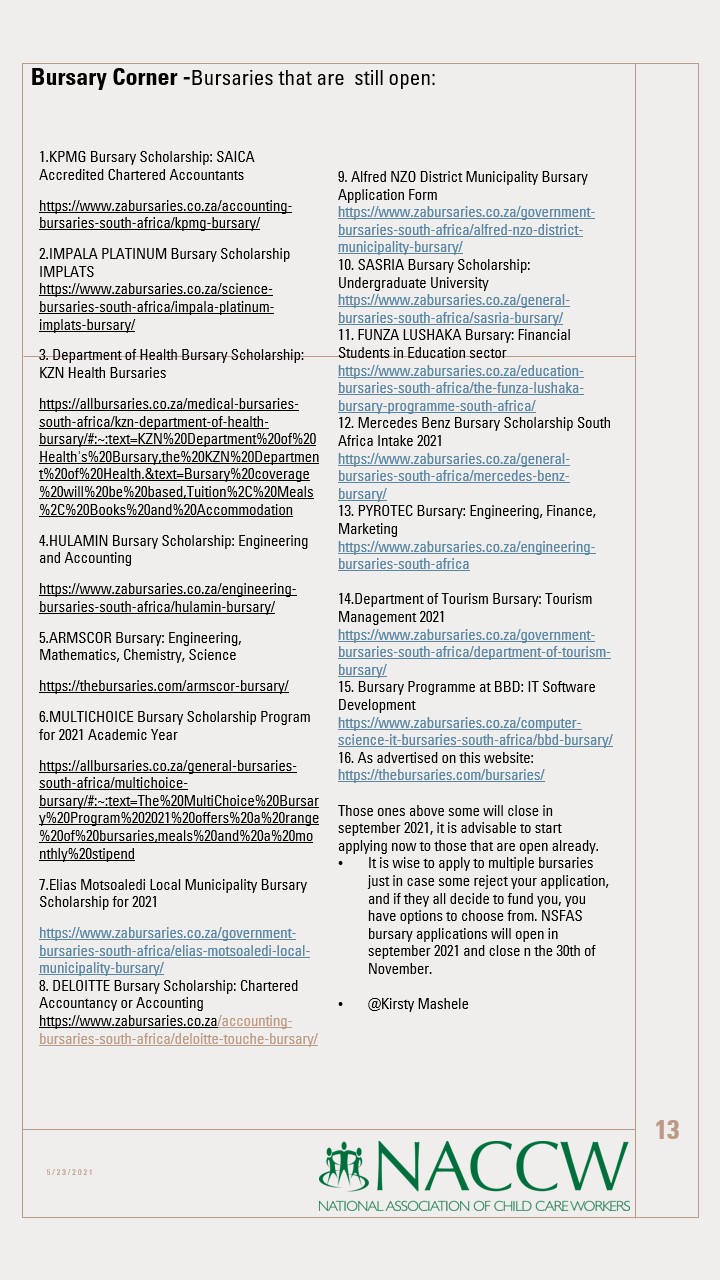 Bursary Corner -Bursaries that are  still open:
1.KPMG Bursary Scholarship: SAICA
Accredited Chartered Accountants
https://www.zabursaries.co.za/accounting-
bursaries-south-africa/kpmg-bursary/
2.IMPALA PLATINUM Bursary Scholarship
IMPLATS
https://www.zabursaries.co.za/science-
bursaries-south-africa/impala-platinum-
implats-bursary/
3. Department of Health Bursary Scholarship:
KZN Health Bursaries
https://allbursaries.co.za/medical-bursaries-
south-africa/kzn-department-of-health-
bursary/#:~:text=KZN%20Department%20of%20
Health's%20Bursary,the%20KZN%20Departmen
t%20of%20Health.&text=Bursary%20coverage
%20will%20be%20based,Tuition%2C%20Meals
%2C%20Books%20and%20Accommodation
4.HULAMIN Bursary Scholarship: Engineering
and Accounting
https://www.zabursaries.co.za/engineering-
bursaries-south-africa/hulamin-bursary/
5.ARMSCOR Bursary: Engineering,
Mathematics, Chemistry, Science
https://thebursaries.com/armscor-bursary/
6.MULTICHOICE Bursary Scholarship Program
for 2021 Academic Year
https://allbursaries.co.za/general-bursaries-
south-africa/multichoice-
bursary/#:~:text=The%20MultiChoice%20Bursar
y%20Program%202021%20offers%20a%20range
%20of%20bursaries,meals%20and%20a%20mo
nthly%20stipend
7.Elias Motsoaledi Local Municipality Bursary
Scholarship for 2021
https://www.zabursaries.co.za/government-
bursaries-south-africa/elias-motsoaledi-local-
municipality-bursary/
8. DELOITTE Bursary Scholarship: Chartered
Accountancy or Accounting
https://www.zabursaries.co.za/accounting-
bursaries-south-africa/deloitte-touche-bursary/
9. Alfred NZO District Municipality Bursary
Application Form
https://www.zabursaries.co.za/government-
bursaries-south-africa/alfred-nzo-district-
municipality-bursary/
10. SASRIA Bursary Scholarship:
Undergraduate University
https://www.zabursaries.co.za/general-
bursaries-south-africa/sasria-bursary/
11. FUNZA LUSHAKA Bursary: Financial
Students in Education sector
https://www.zabursaries.co.za/education-
bursaries-south-africa/the-funza-lushaka-
bursary-programme-south-africa/
12. Mercedes Benz Bursary Scholarship South
Africa Intake 2021
https://www.zabursaries.co.za/general-
bursaries-south-africa/mercedes-benz-
bursary/
13. PYROTEC Bursary: Engineering, Finance,
Marketing
https://www.zabursaries.co.za/engineering-
bursaries-south-africa
14.Department of Tourism Bursary: Tourism
Management 2021
https://www.zabursaries.co.za/government-
bursaries-south-africa/department-of-tourism-
bursary/
15. Bursary Programme at BBD: IT Software
Development
https://www.zabursaries.co.za/computer-
science-it-bursaries-south-africa/bbd-bursary/
16. As advertised on this website:
https://thebursaries.com/bursaries/
Those ones above some will close in
september 2021, it is advisable to start
applying now to those that are open already.
• It is wise to apply to multiple bursaries
just in case some reject your application,
and if they all decide to fund you, you
have options to choose from. NSFAS
bursary applications will open in
september 2021 and close n the 30th of
November.
• @Kirsty Mashele
13
5/23/2021
NACCW
NATIONAL ASSOCIATION OF CHILD CARE WORKERS